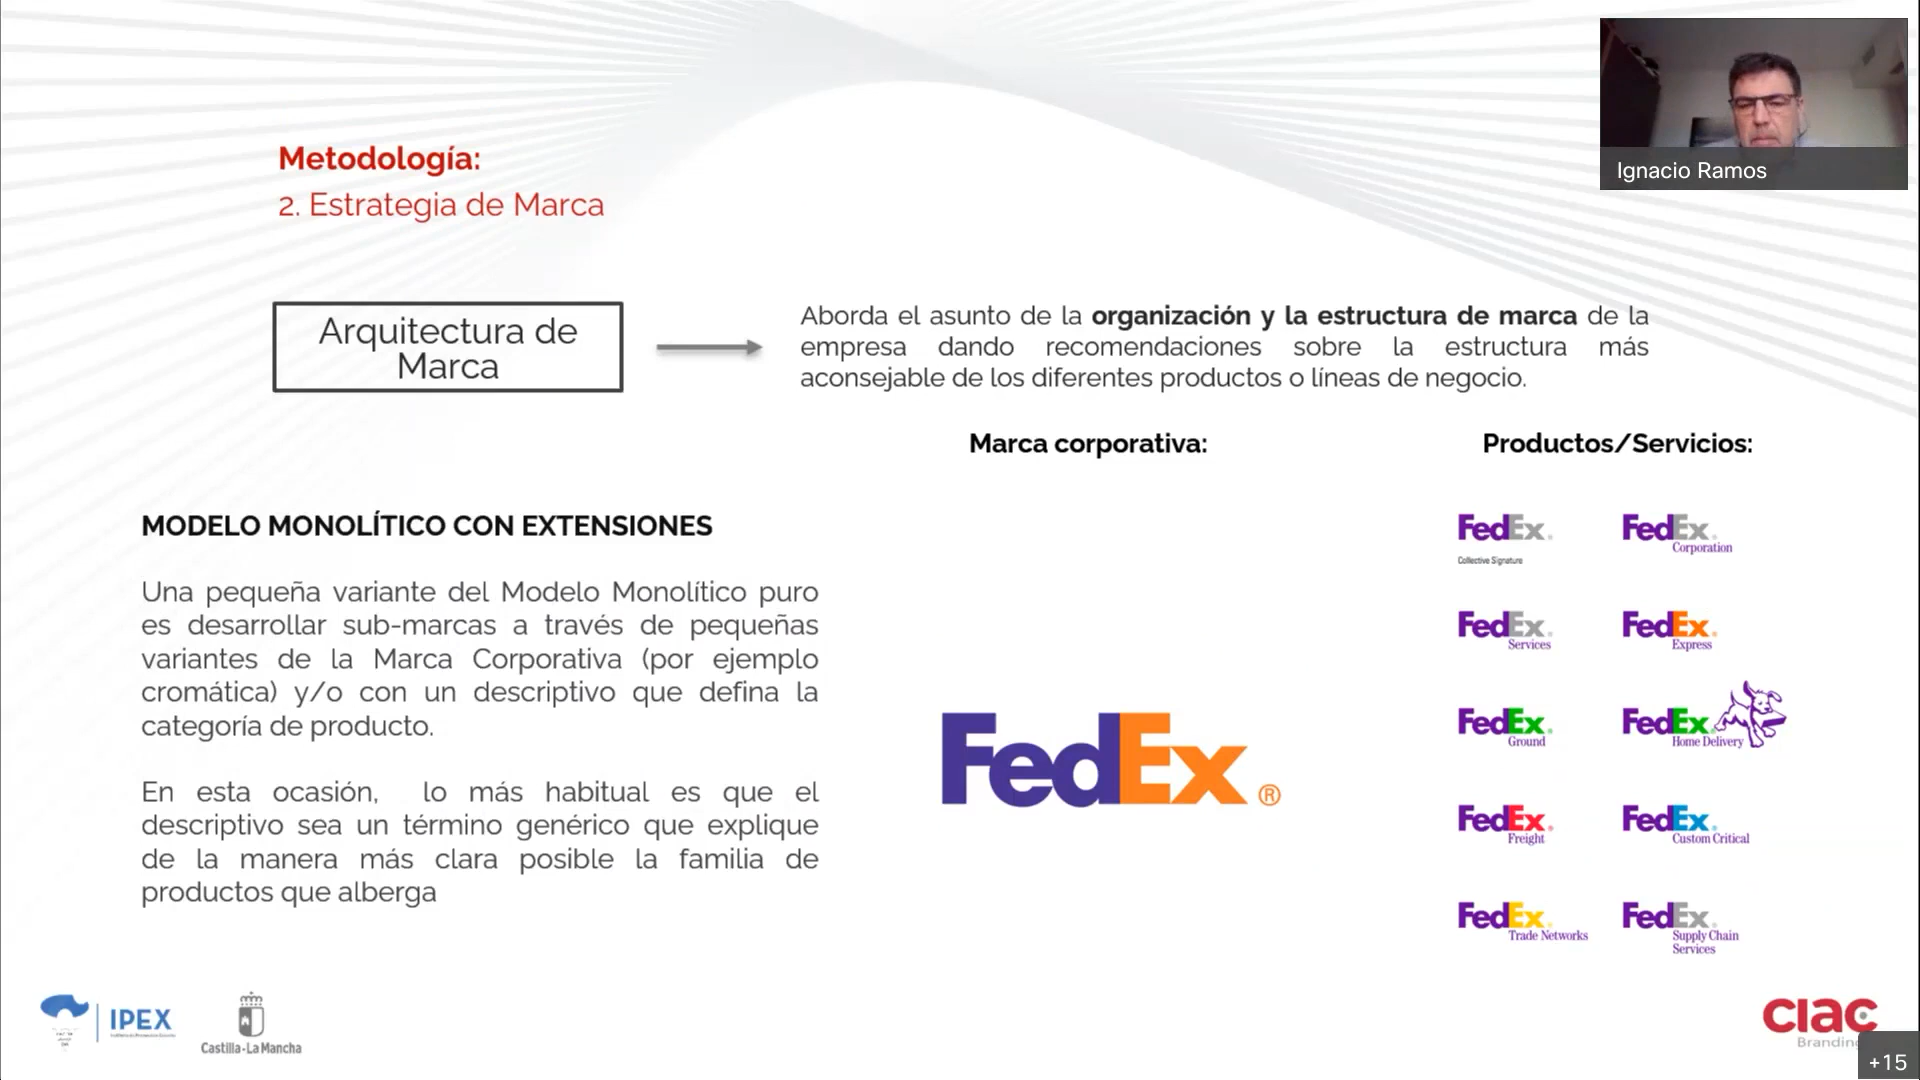 Ignacio Ramos
Metodología:
2. Estrategia de Marca
Arquitectura de
Marca
Aborda el asunto de la organización y la estructura de marca de la
empresa dando recomendaciones sobre la estructura más
aconsejable de los diferentes productos o líneas de negocio.
Marca corporativa:
Productos/Servicios:
MODELO MONOLÍTICO CON EXTENSIONES
Una pequeña variante del Modelo Monolítico puro
es desarrollar sub-marcas a través de pequeñas
variantes de la Marca Corporativa (por ejemplo
cromática) y/o con un descriptivo que defina la
categoría de producto.
En esta ocasión, lo más habitual es que el
descriptivo sea un término genérico que explique
de la manera más clara posible la familia de
productos que alberga
FedEx®
FedEx
Collective Signature
FedEx
Corporation
FedEx
Services
FedEx
Express
FedEx
Ground
FedEx
Home Delivery
FedEx
Freight
FedEx
Custom Critical
FedEx
Trade Networks
FedEx
Supply Chain
Services
IPEX
Castilla-La Mancha
CIAC
Branding
+15